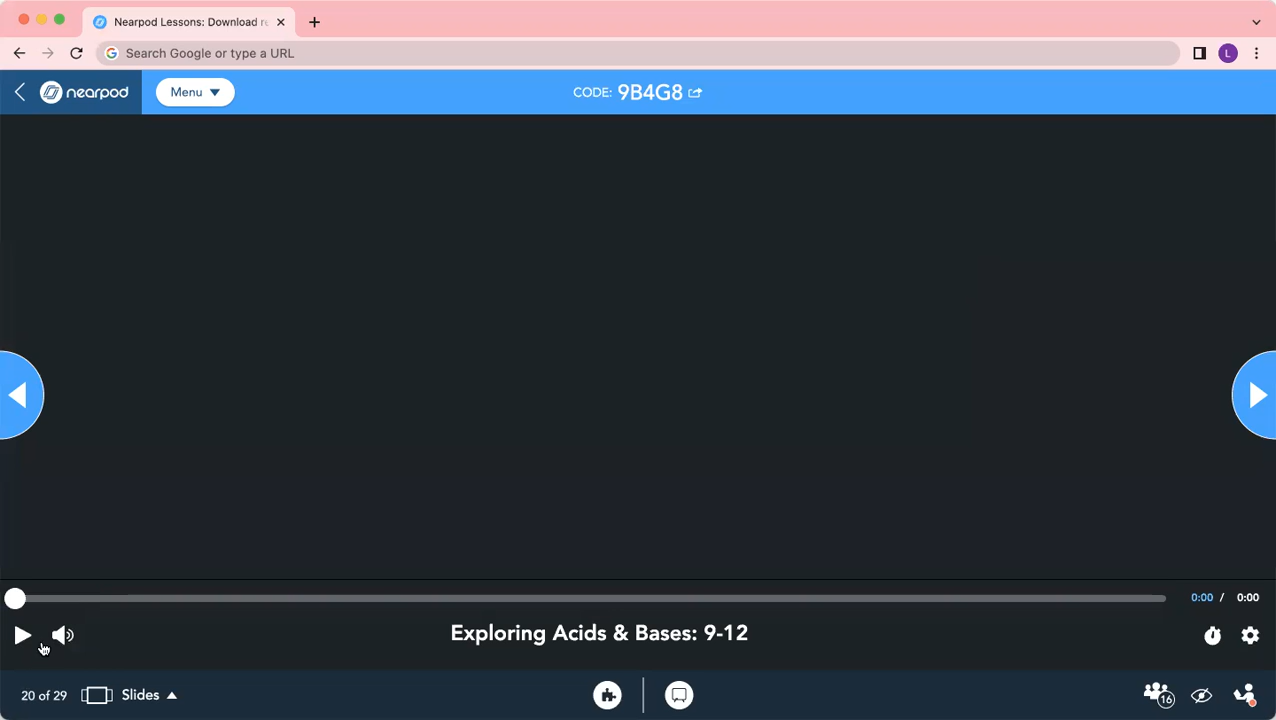 Nearpod Lessons: Download
Search Google or type a URL
L
nearpod
Menu
CODE: 9B4G8
0:00 / 0:00
Exploring Acids & Bases: 9-12
20 of 29
Slides
16